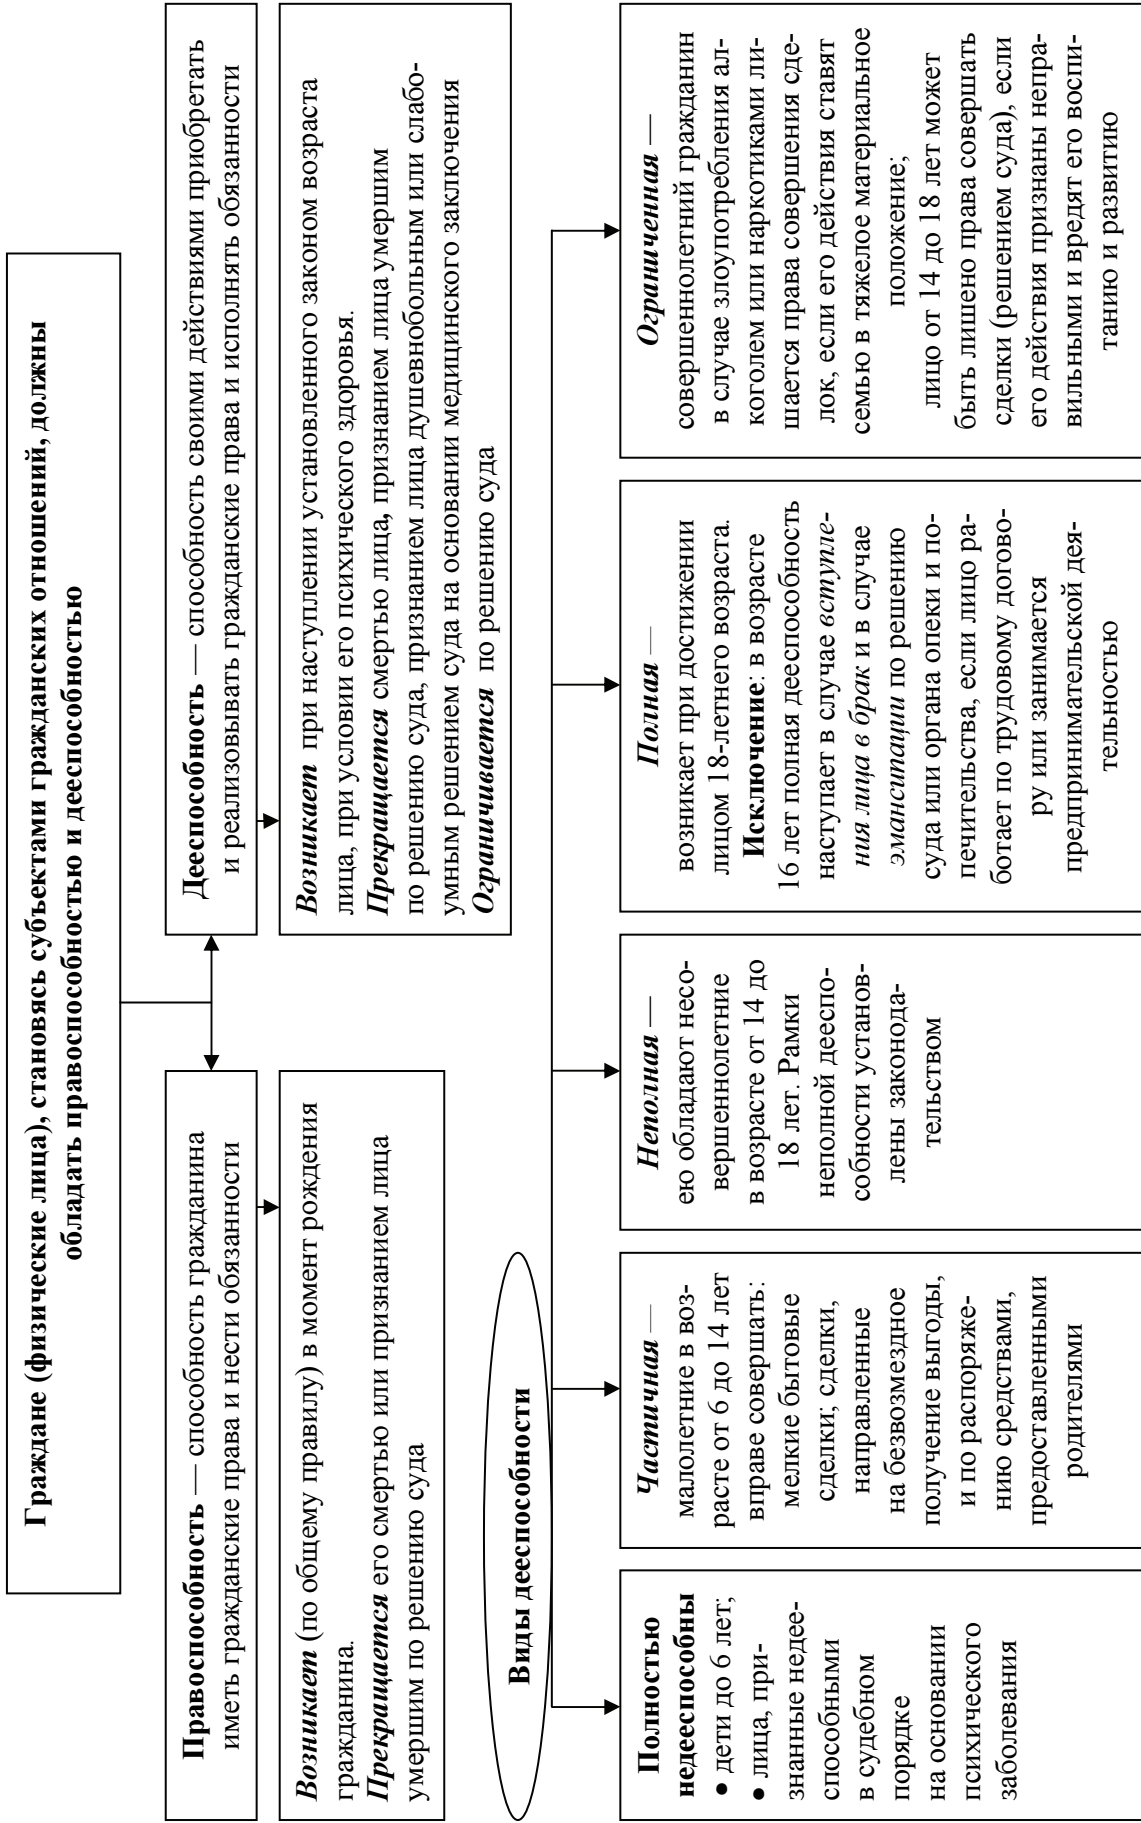 Граждане (физические лица), становясь субъектами гражданских отношений, должны
обладать правоспособностью и дееспособностью
Правоспособность — способность гражданина
иметь гражданские права и нести обязанности
Возникает (по общему правилу) в момент рождения
гражданина.
Прекращается его смертью или признанием лица
умершим по решению суда
Дееспособность — способность своими действиями приобретать
и реализовывать гражданские права и исполнять обязанности
Возникает при наступлении установленного законом возраста
лица, при условии его психического здоровья.
Прекращается смертью лица, признанием лица умершим
по решению суда, признанием лица душевнобольным или слабо-
умным решением суда на основании медицинского заключения
Ограничивается по решению суда
Виды дееспособности
Полностью
недееспособны
• дети до 6 лет;
• лица, при-
знанные недее-
способными
в судебном
порядке
на основании
психического
заболевания
Частичная —
малолетние в воз-
расте от 6 до 14 лет
вправе совершать:
мелкие бытовые
сделки; сделки,
направленные
на безвозмездное
получение выгоды,
и по распоряже-
нию средствами,
предоставленными
родителями
Неполная —
ею обладают несо-
вершеннолетние
в возрасте от 14 до
18 лет. Рамки
неполной дееспо-
собности установ-
лены законода-
тельством
Полная —
возникает при достижении
лицом 18-летнего возраста.
Исключение: в возрасте
16 лет полная дееспособность
наступает в случае вступле-
ния лица в брак и в случае
эмансипации по решению
суда или органа опеки и по-
печительства, если лицо ра-
ботает по трудовому догово-
ру или занимается
предпринимательской дея-
тельностью
Ограниченная —
совершеннолетний гражданин
в случае злоупотребления ал-
коголем или наркотиками ли-
шается права совершения сде-
лок, если его действия ставят
семью в тяжелое материальное
положение;
лицо от 14 до 18 лет может
быть лишено права совершать
сделки (решением суда), если
его действия признаны непра-
вильными и вредят его воспи-
танию и развитию